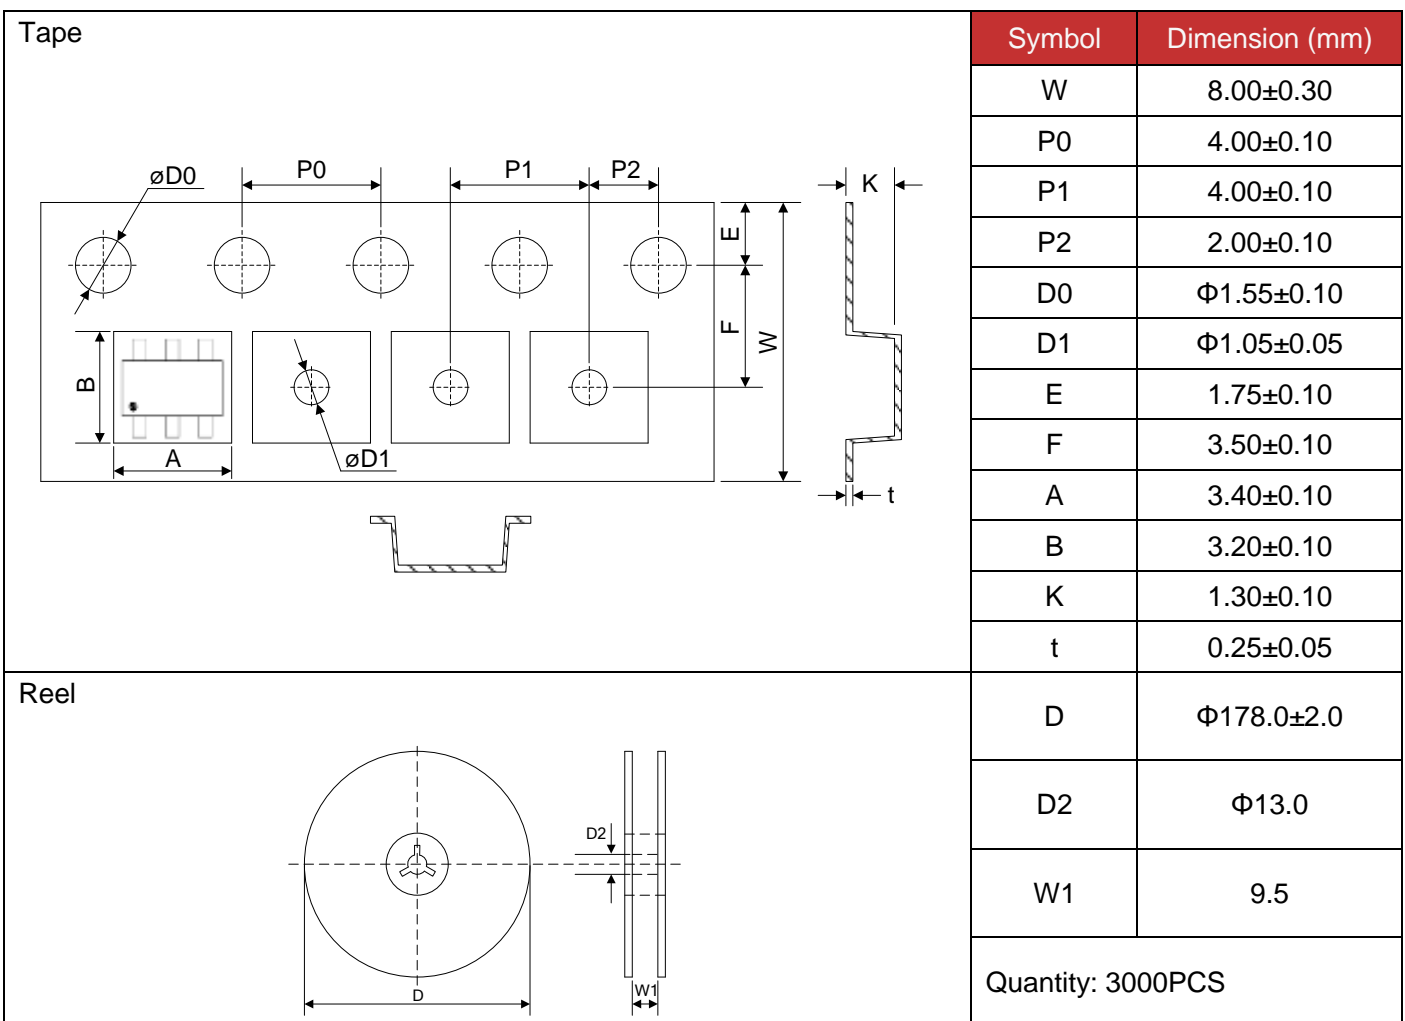 Tape
Symbol Dimension (mm)
W 8.00±0.30
P0 4.00±0.10
P1 4.00±0.10
P2 2.00±0.10
D0 Φ1.55±0.10
D1 Φ1.05±0.05
E 1.75±0.10
F 3.50±0.10
A 3.40±0.10
B 3.20±0.10
K 1.30±0.10
t 0.25±0.05
øD0 P0 P1 P2 K
E
F
W
B
A
øD1
t
Reel
D Φ178.0±2.0
D2 Φ13.0
W1 9.5
Quantity: 3000PCS
D2
D
W1